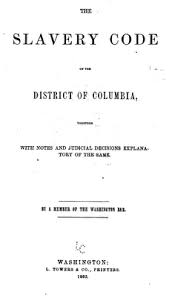 THE
SLAVERY CODE
OF THE
DISTRICT OF COLUMBIA,
TOGETHER
WITH NOTES AND JUDICIAL DECISIONS EXPLANA-
TORY OF THE SAME.
BY A MEMBER OF THE WASHINGTON BAR.
WASHINGTON:
L. TOWERS & CO., PRINTERS.
1862.